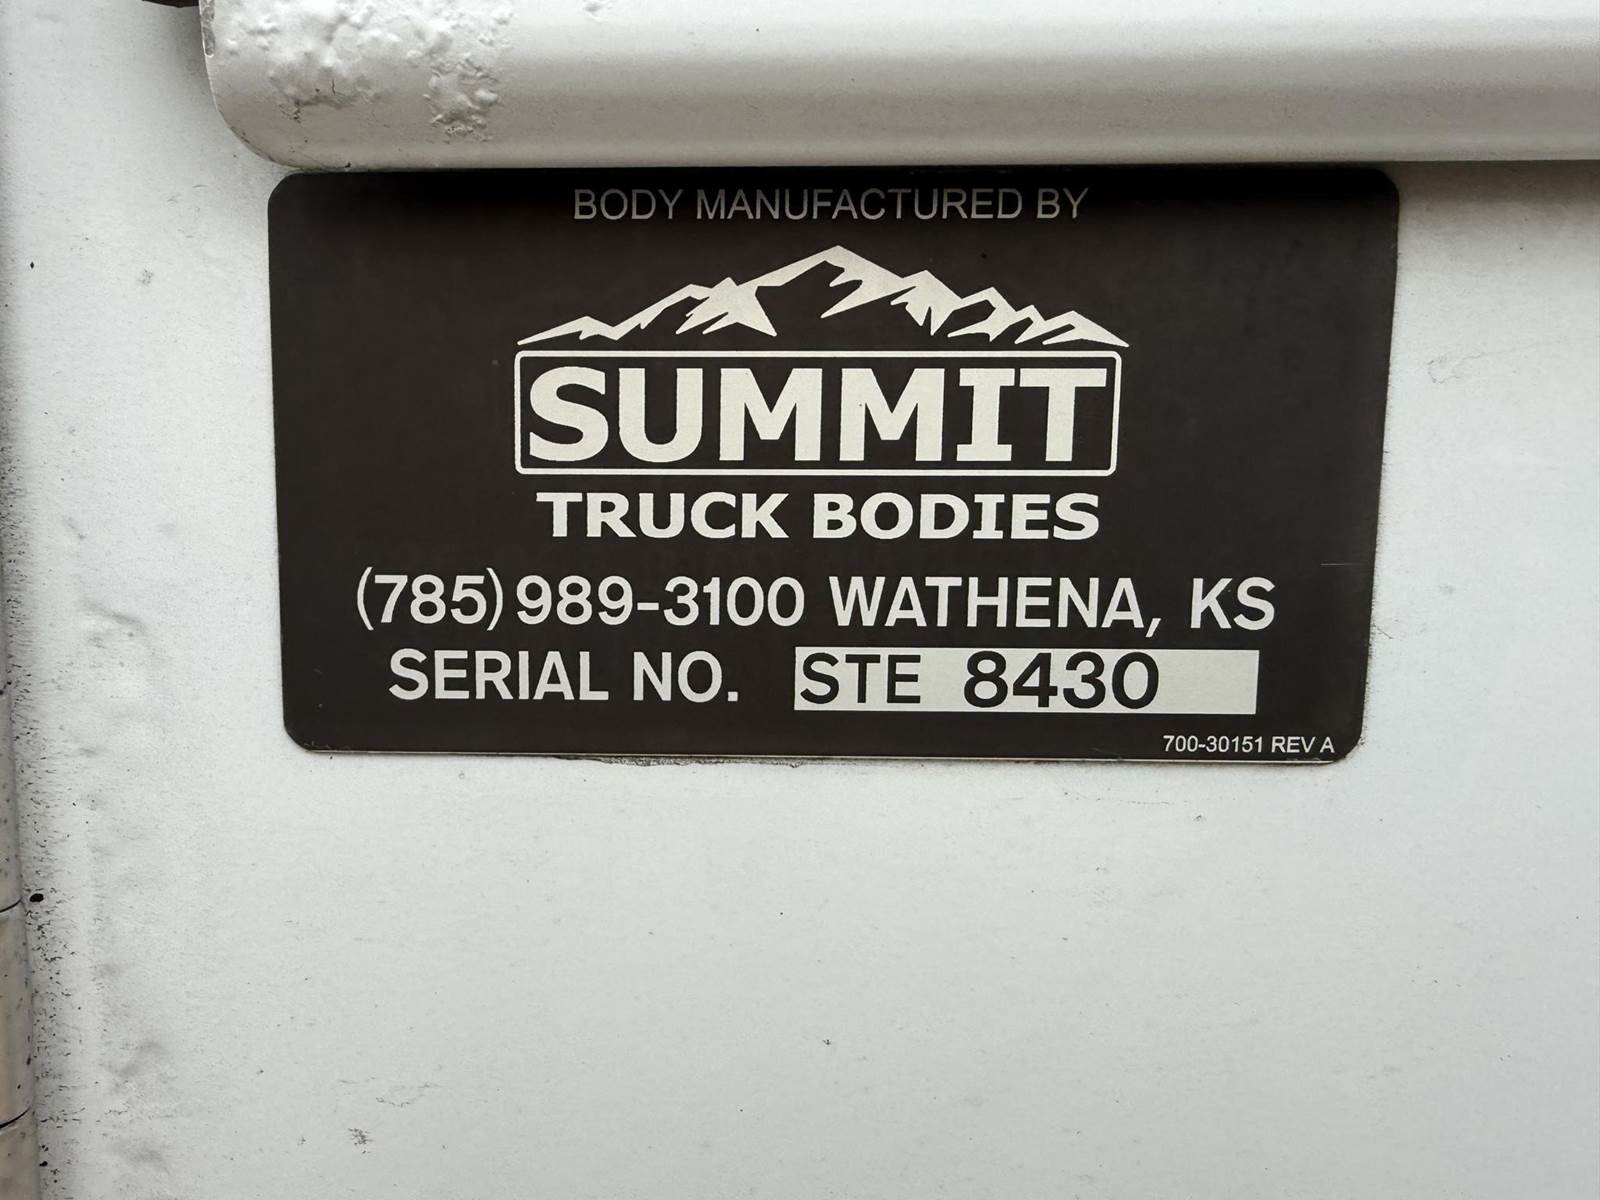 BODY MANUFACTURED BY
SUMMIT
TRUCK BODIES
(785) 989-3100 WATHENA, KS
SERIAL NO. STE 8430
700-30151 REV A